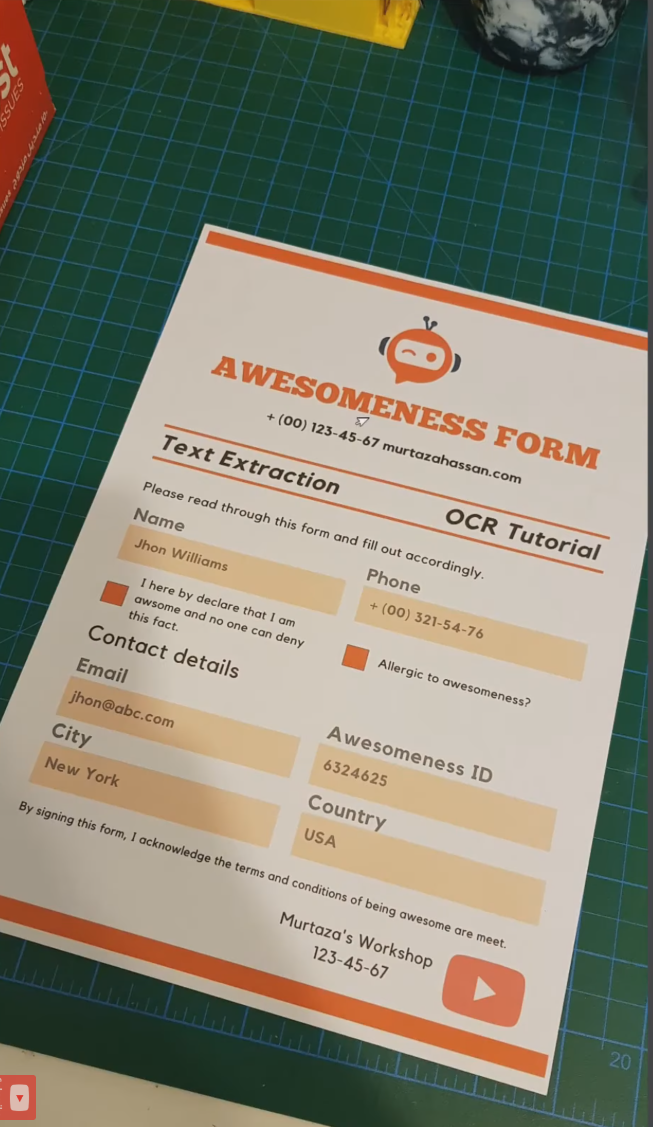 st
ISSUES
AWESOMENESS FORM
+ (00) 123-45-67 murtazahassan.com
Text Extraction
OCR Tutorial
Please read through this form and fill out accordingly.
Name
Jhon Williams
Phone
+ (00) 321-54-76
I here by declare that I am
awsome and no one can deny
this fact.
Allergic to awesomeness?
Contact details
Email
jhon@abc.com
Awesomeness ID
6324625
City
New York
Country
USA
By signing this form, I acknowledge the terms and conditions of being awesome are meet.
Murtaza's Workshop
123-45-67
20